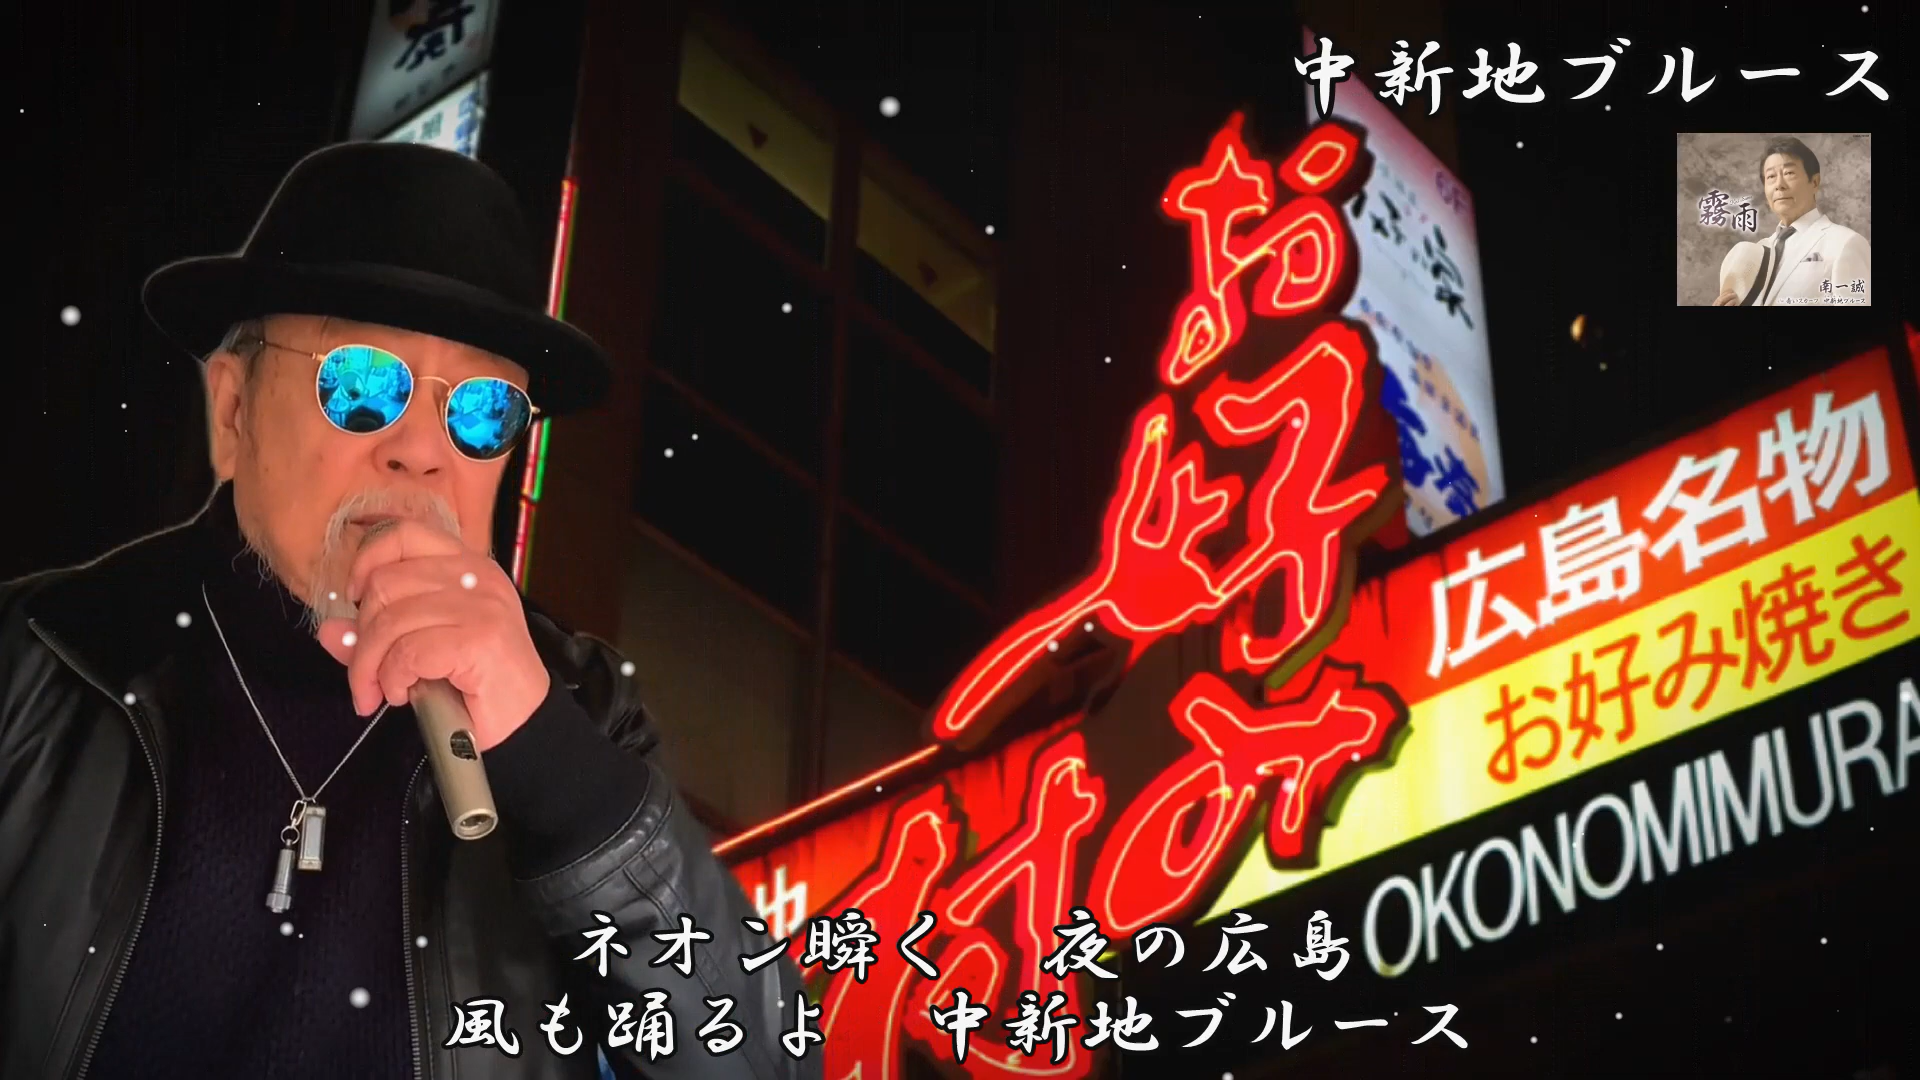 中新地ブルース
霧雨
南一誠
6F
お好み村
広島名物
お好み焼き
OKONOMIMURA
ネオン瞬く 夜の広島
風も踊るよ 中新地ブルース